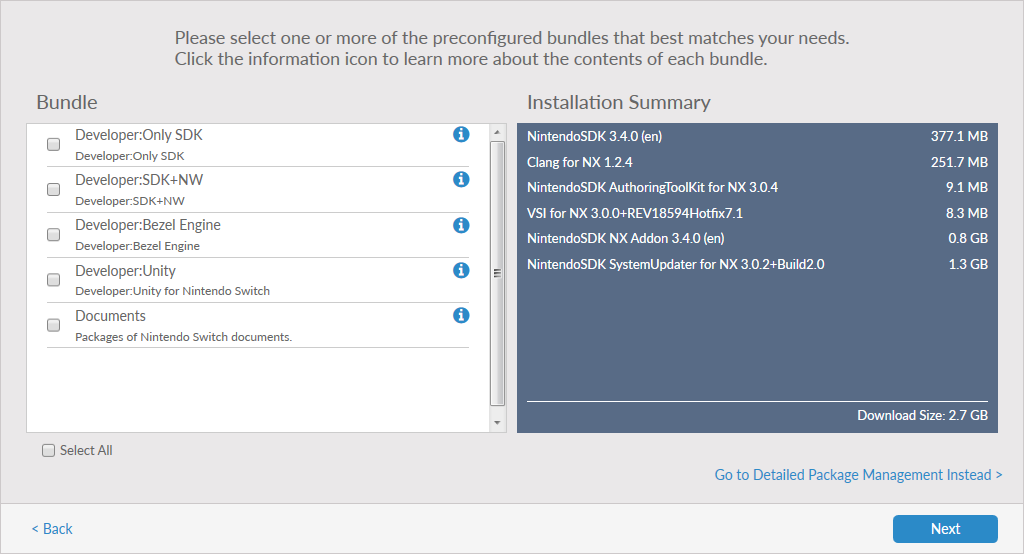 Please select one or more of the preconfigured bundles that best matches your needs.
Click the information icon to learn more about the contents of each bundle.
Bundle
Developer:Only SDK
Developer:Only SDK
Developer:SDK+NW
Developer:SDK+NW
Developer:Bezel Engine
Developer:Bezel Engine
Developer:Unity
Developer:Unity for Nintendo Switch
Documents
Packages of Nintendo Switch documents.
Select All
Installation Summary
NintendoSDK 3.4.0 (en) 377.1 MB
Clang for NX 1.2.4 251.7 MB
NintendoSDK AuthoringToolKit for NX 3.0.4 9.1 MB
VSI for NX 3.0.0+REV18594Hotfix7.1 8.3 MB
NintendoSDK NX Addon 3.4.0 (en) 0.8 GB
NintendoSDK SystemUpdater for NX 3.0.2+Build2.0 1.3 GB
Download Size: 2.7 GB
Go to Detailed Package Management Instead >
< Back
Next